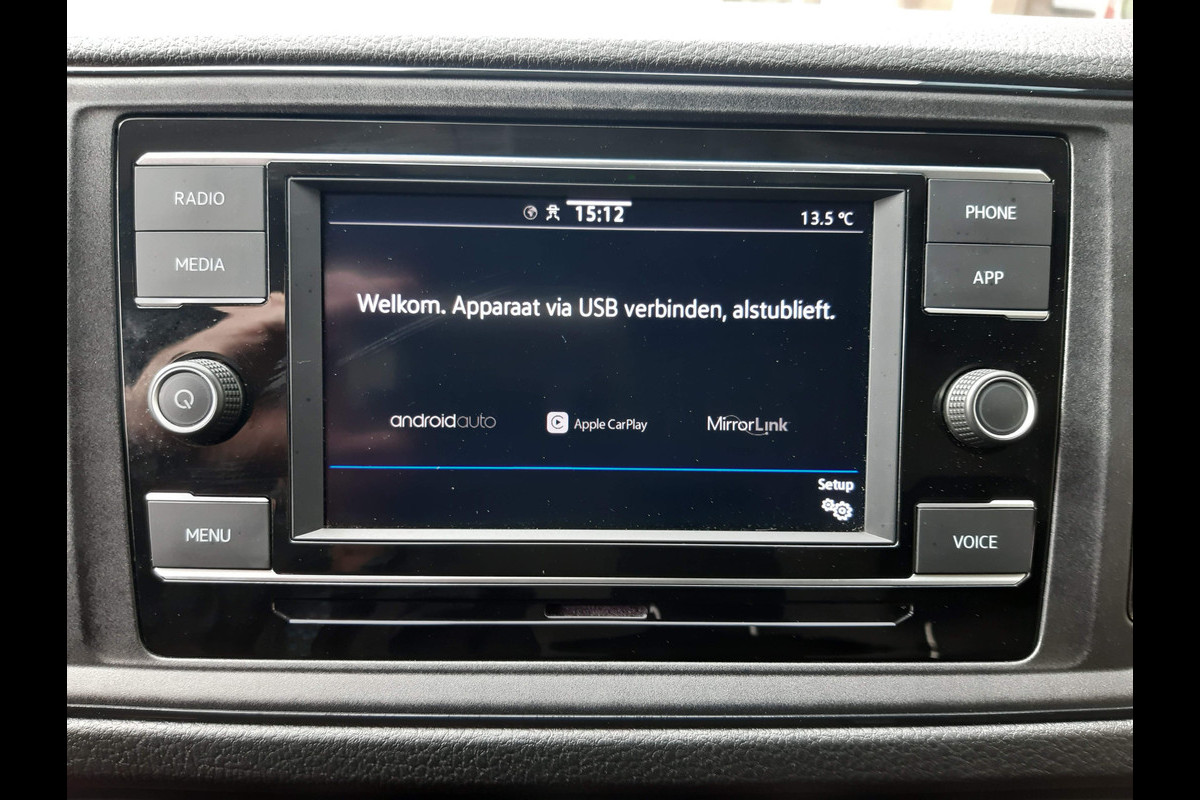 RADIO
MEDIA
MENU
15:12
13.5 °C
Welkom. Apparaat via USB verbinden, alstublieft.
androidauto
Apple CarPlay
MirrorLink
Setup
PHONE
APP
VOICE